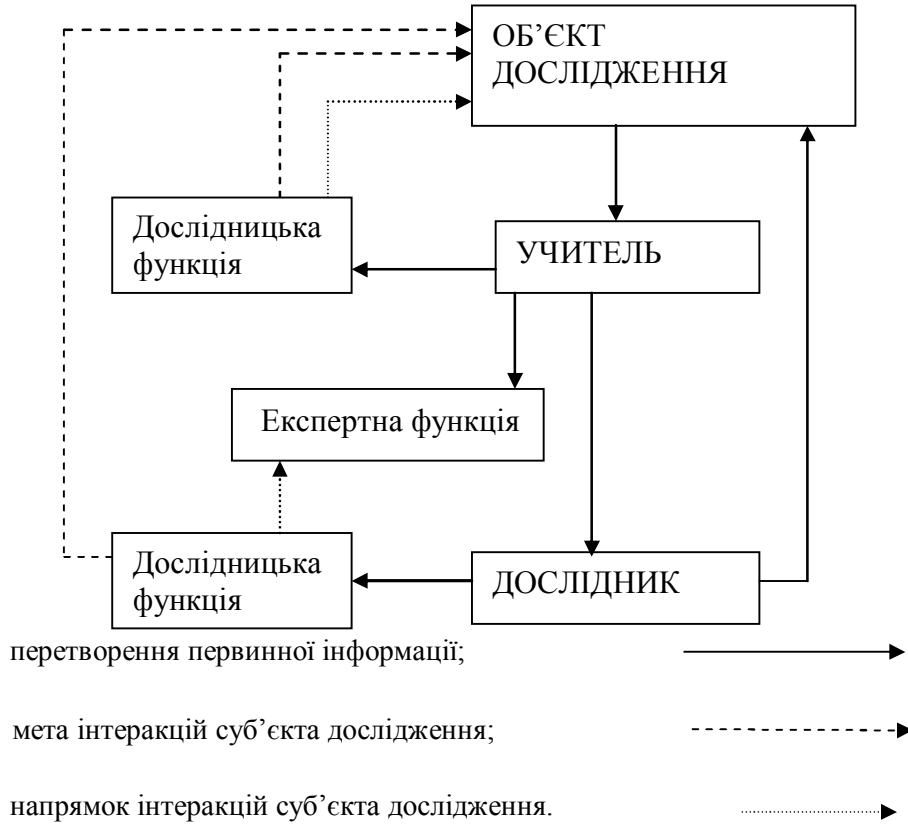 ОБ’ЄКТ
ДОСЛІДЖЕННЯ
Дослідницька
функція
УЧИТЕЛЬ
Експертна функція
Дослідницька
функція
ДОСЛІДНИК
перетворення первинної інформації;
мета інтеракцій суб’єкта дослідження;
напрямок інтеракцій суб’єкта дослідження.